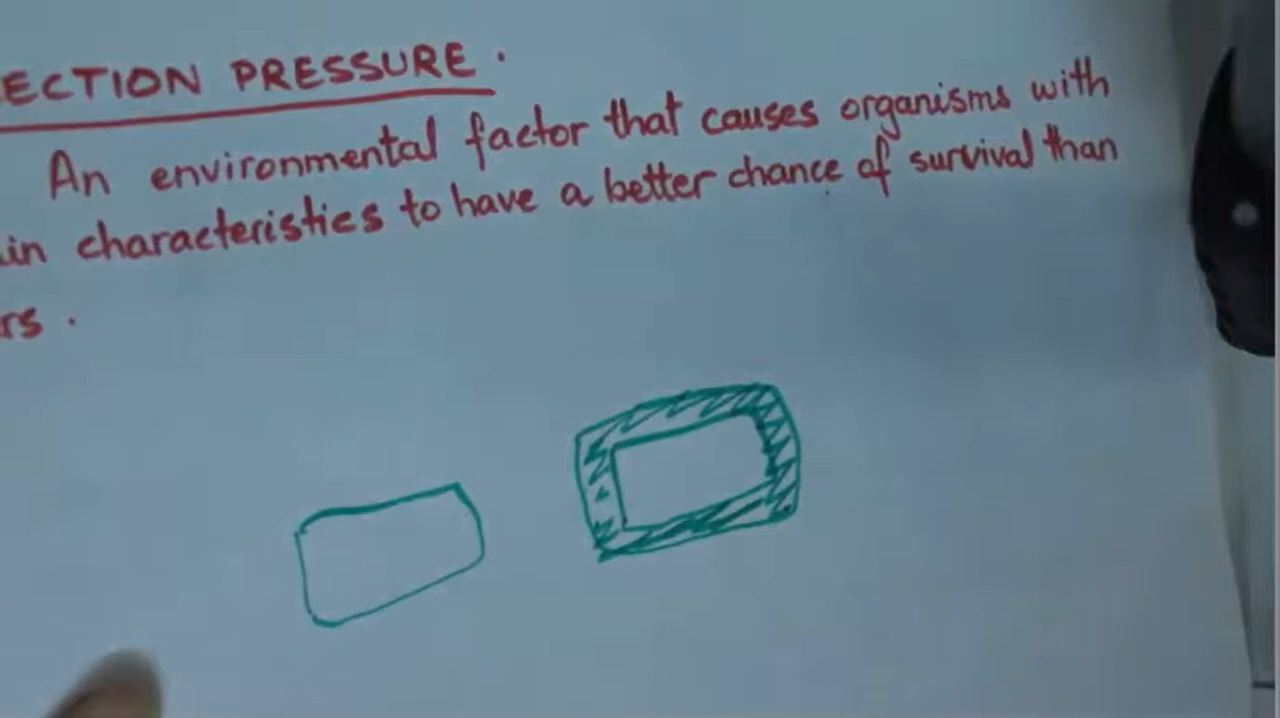 ECTION PRESSURE.
An environmental factor that causes organisms with
in characteristics to have a better chance of survival than
rs.